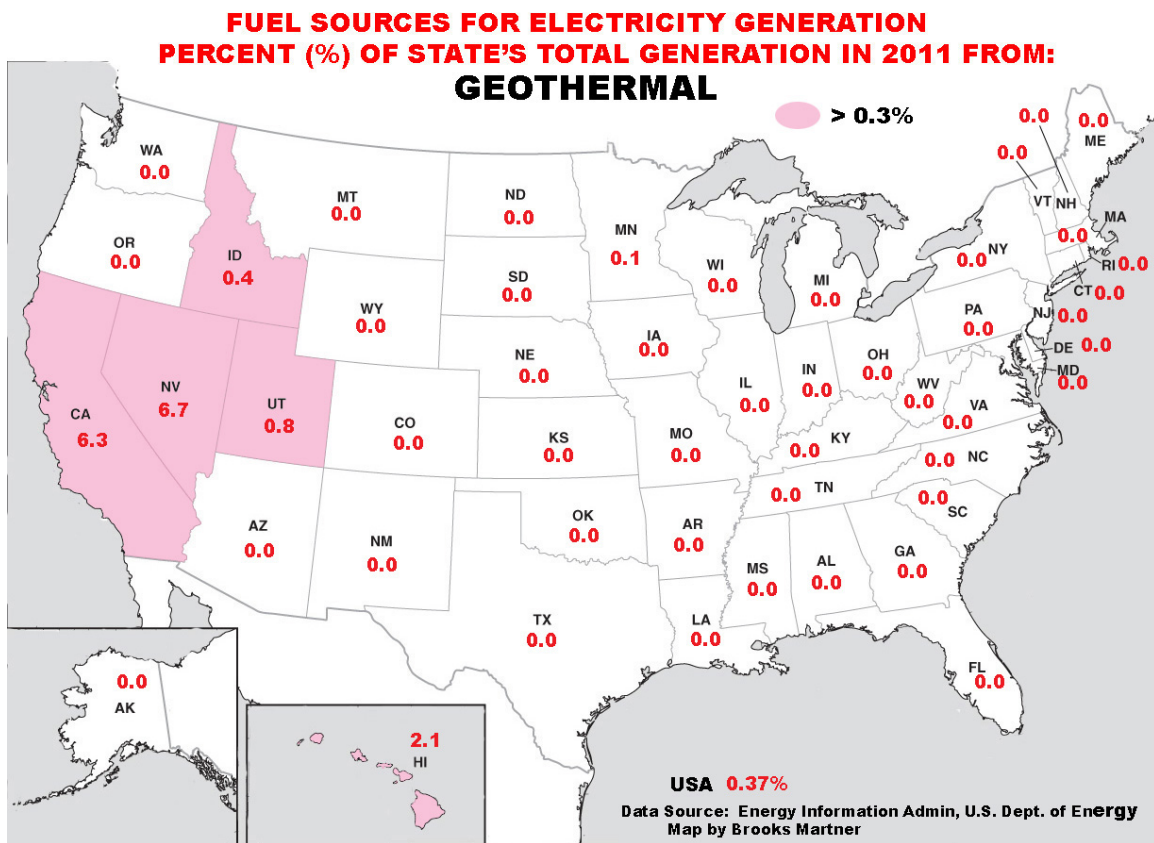 FUEL SOURCES FOR ELECTRICITY GENERATION
PERCENT (%) OF STATE'S TOTAL GENERATION IN 2011 FROM:
GEOTHERMAL
> 0.3%
WA
0.0
MT
0.0
ND
0.0
MN
0.1
OR
0.0
ID
0.4
WY
0.0
SD
0.0
WI
0.0
MI
0.0
NY
0.0
VT
0.0
NH
0.0
ME
0.0
MA
0.0
RI 0.0
CT 0.0
NJ 0.0
DE 0.0
MD
0.0
PA
0.0
CA
6.3
NV
6.7
UT
0.8
CO
0.0
NE
0.0
IA
0.0
KS
0.0
MO
0.0
IL
0.0
IN
0.0
OH
0.0
WV
0.0
VA
0.0
KY
0.0
NC
0.0
TN
0.0
SC
0.0
AZ
0.0
NM
0.0
OK
0.0
AR
0.0
MS
0.0
AL
0.0
GA
0.0
TX
0.0
LA
0.0
FL
0.0
0.0
AK
2.1
HI
USA 0.37%
Data Source: Energy Information Admin, U.S. Dept. of Energy
Map by Brooks Martner